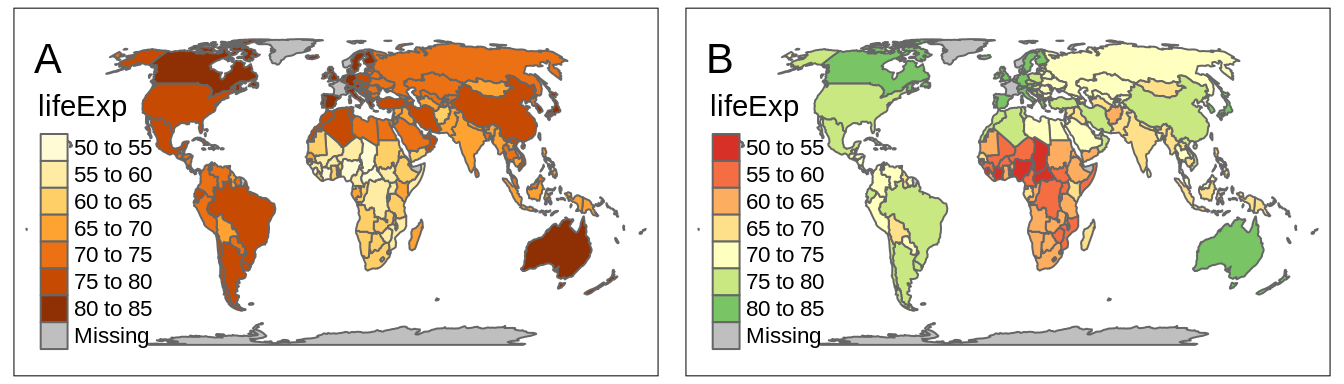 A
lifeExp
50 to 55
55 to 60
60 to 65
65 to 70
70 to 75
75 to 80
80 to 85
Missing
B
lifeExp
50 to 55
55 to 60
60 to 65
65 to 70
70 to 75
75 to 80
80 to 85
Missing